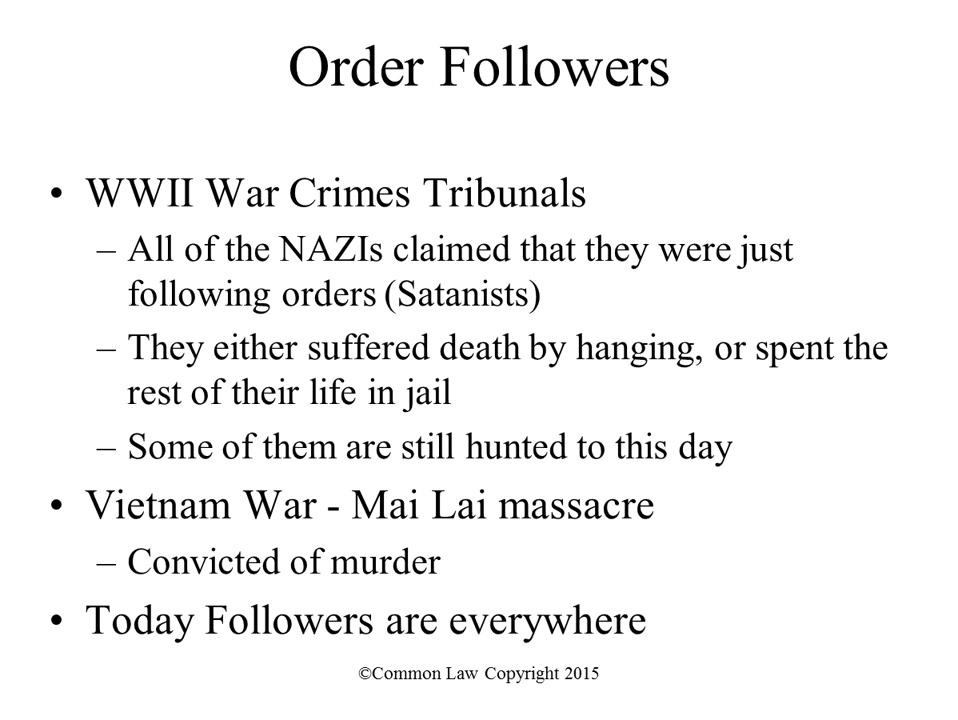 Order Followers
• WWII War Crimes Tribunals
– All of the NAZIs claimed that they were just
following orders (Satanists)
– They either suffered death by hanging, or spent the
rest of their life in jail
– Some of them are still hunted to this day
• Vietnam War - Mai Lai massacre
– Convicted of murder
• Today Followers are everywhere
©Common Law Copyright 2015